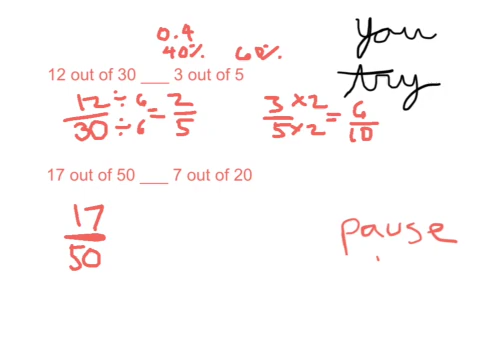 you
try
0.4
40% 60%
12 out of 30 ___ 3 out of 5
12/30 ÷ 6/÷ 6 = 2/5
3/5 × 2/× 2 = 6/10
17 out of 50 ___ 7 out of 20
17/50
pause